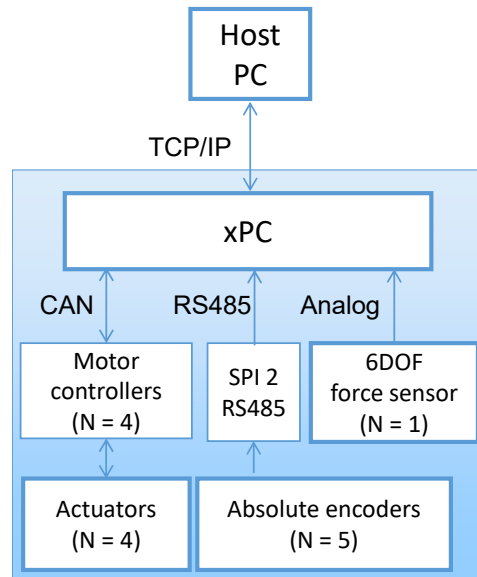 Host
PC
TCP/IP
xPC
CAN
RS485
Analog
Motor
controllers
(N = 4)
SPI 2
RS485
6DOF
force sensor
(N = 1)
Actuators
(N = 4)
Absolute encoders
(N = 5)